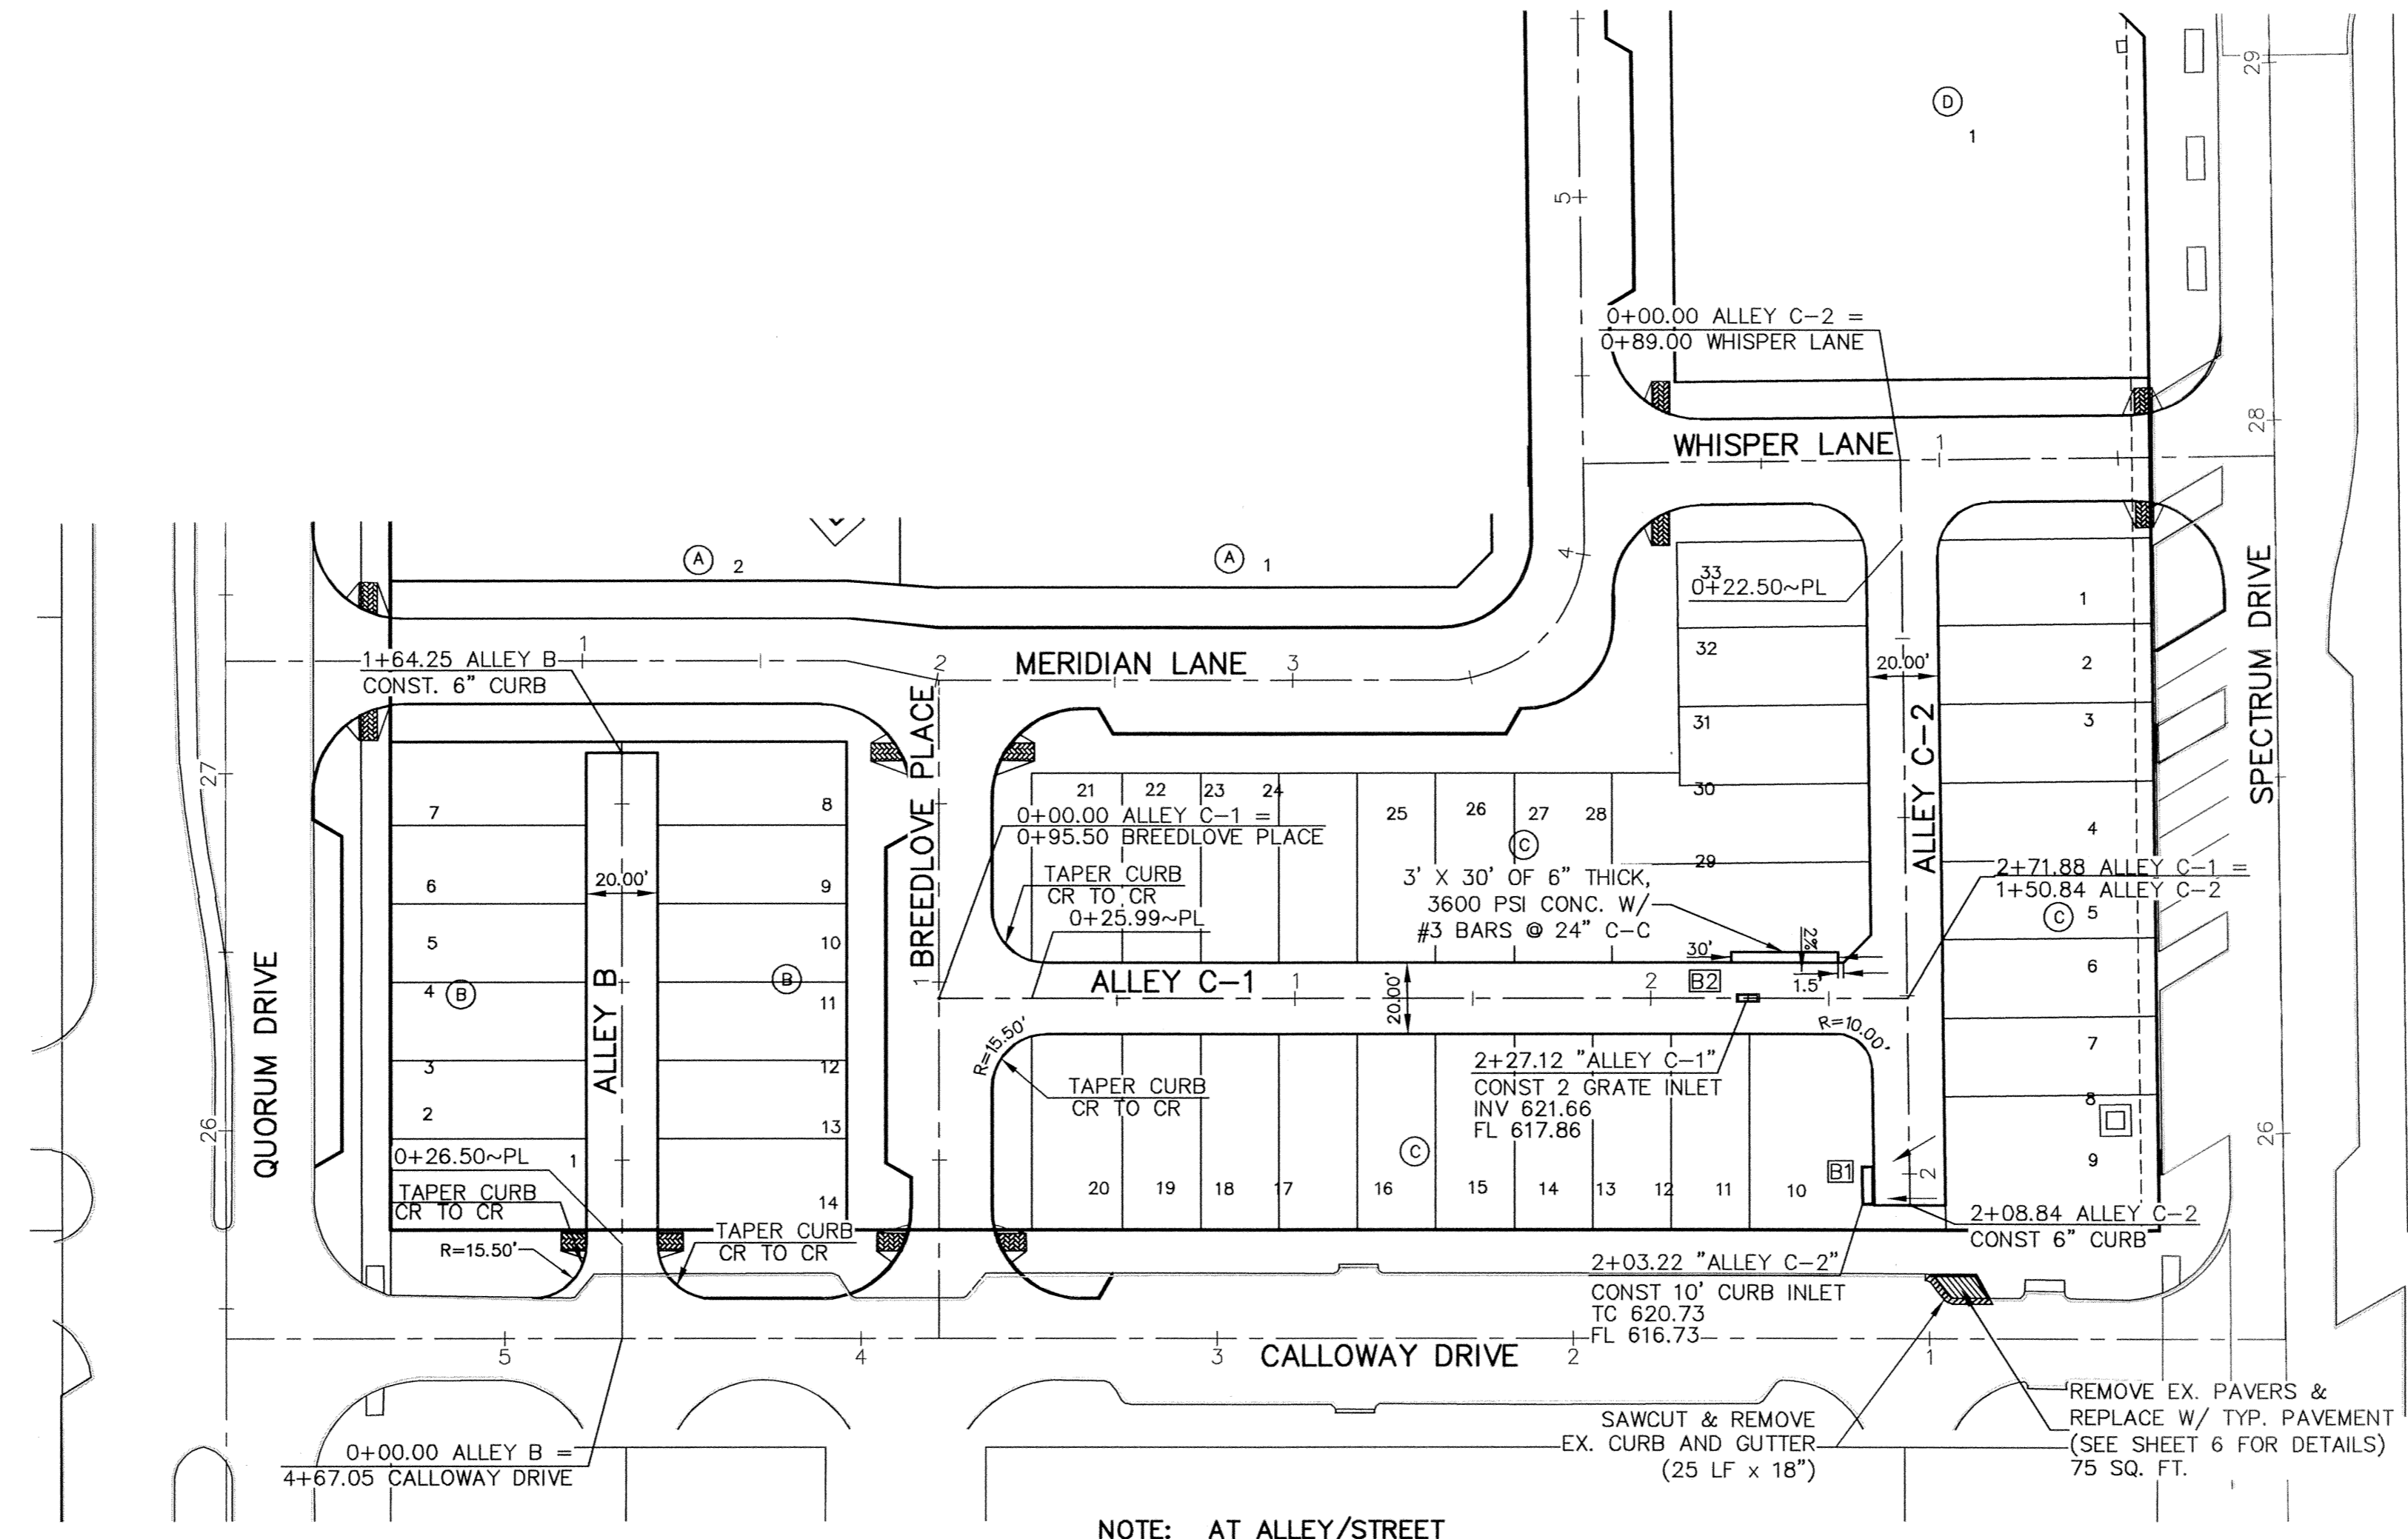 29
D
1
5
0+00.00 ALLEY C-2 =
0+89.00 WHISPER LANE
28
WHISPER LANE
1
4
A
2
A
1
33
0+22.50~PL
1
SPECTRUM DRIVE
1
1+64.25 ALLEY B
CONST. 6" CURB
2
MERIDIAN LANE
3
32
20.00'
2
31
3
ALLEY C-2
27
BREEDLOVE PLACE
7
8
21
22
23
24
25
26
27
28
30
29
C
4
0+00.00 ALLEY C-1 =
0+95.50 BREEDLOVE PLACE
TAPER CURB
CR TO CR
0+25.99~PL
3' X 30' OF 6" THICK,
3600 PSI CONC. W/
#3 BARS @ 24" C-C
2+71.88 ALLEY C-1 =
1+50.84 ALLEY C-2
6
20.00'
9
C
5
5
10
30'
2%
1.5'
6
QUORUM DRIVE
4
B
ALLEY B
B
11
1
ALLEY C-1
1
2
B2
20.00'
R=15.50'
R=10.00'
7
3
12
TAPER CURB
CR TO CR
2+27.12 "ALLEY C-1"
CONST 2 GRATE INLET
INV 621.66
FL 617.86
8
26
2
13
26
C
0+26.50~PL
1
9
B1
2
TAPER CURB
CR TO CR
14
20
19
18
17
16
15
14
13
12
11
10
R=15.50'
TAPER CURB
CR TO CR
2+08.84 ALLEY C-2
CONST 6" CURB
2+03.22 "ALLEY C-2"
CONST 10' CURB INLET
TC 620.73
FL 616.73
5
4
3
CALLOWAY DRIVE
2
1
SAWCUT & REMOVE
EX. CURB AND GUTTER
(25 LF x 18")
REMOVE EX. PAVERS &
REPLACE W/ TYP. PAVEMENT
(SEE SHEET 6 FOR DETAILS)
75 SQ. FT.
0+00.00 ALLEY B =
4+67.05 CALLOWAY DRIVE
NOTE: AT ALLEY/STREET